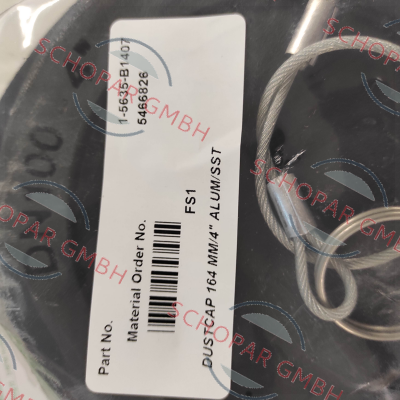 Part No. 1-5635-B1407
Material Order No. 5466826
FS1
DUSTCAP 164 MM/4" ALUM/SST
SCHOPAR GMBH
SCHOPAR GMBH
SCHOPAR GMBH
SCHOPAR GMBH